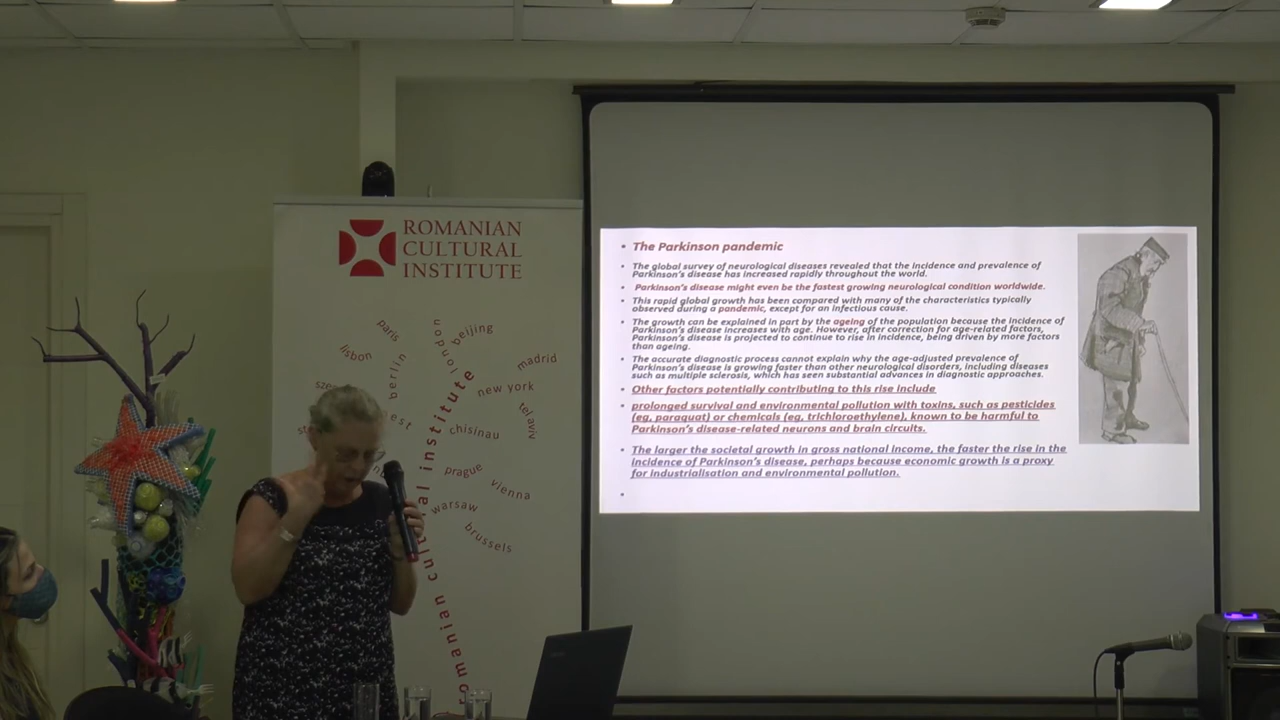 ROMANIAN
CULTURAL
INSTITUTE
paris
london
beijing
lisbon
berlin
madrid
new york
tel aviv
chisinau
prague
vienna
warsaw
brussels
romanian cultural institute
• The Parkinson pandemic
• The global survey of neurological diseases revealed that the incidence and prevalence of
Parkinson's disease has increased rapidly throughout the world.
• Parkinson's disease might even be the fastest growing neurological condition worldwide.
• This rapid global growth has been compared with many of the characteristics typically
observed during a pandemic, except for an infectious cause.
• The growth can be explained in part by the ageing of the population because the incidence of
Parkinson's disease increases with age. However, after correction for age-related factors,
Parkinson's disease is projected to continue to rise in incidence, being driven by more factors
than ageing.
• The accurate diagnostic process cannot explain why the age-adjusted prevalence of
Parkinson's disease is growing faster than other neurological disorders, including diseases
such as multiple sclerosis, which has seen substantial advances in diagnostic approaches.
• Other factors potentially contributing to this rise include
• prolonged survival and environmental pollution with toxins, such as pesticides
(eg, paraquat) or chemicals (eg, trichloroethylene), known to be harmful to
Parkinson's disease-related neurons and brain circuits.
• The larger the societal growth in gross national income, the faster the rise in the
incidence of Parkinson's disease, perhaps because economic growth is a proxy
for industrialisation and environmental pollution.
•